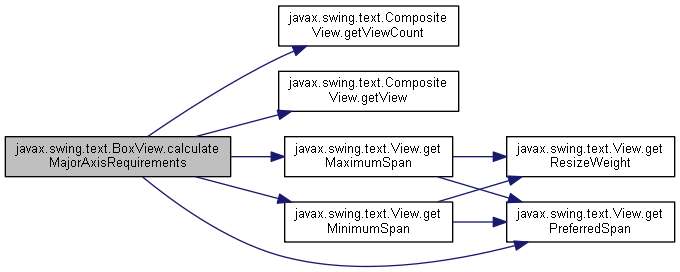 javax.swing.text.Composite
View.getViewCount
javax.swing.text.Composite
View.getView
javax.swing.text.BoxView.calculate
MajorAxisRequirements
javax.swing.text.View.get
MaximumSpan
javax.swing.text.View.get
ResizeWeight
javax.swing.text.View.get
MinimumSpan
javax.swing.text.View.get
PreferredSpan